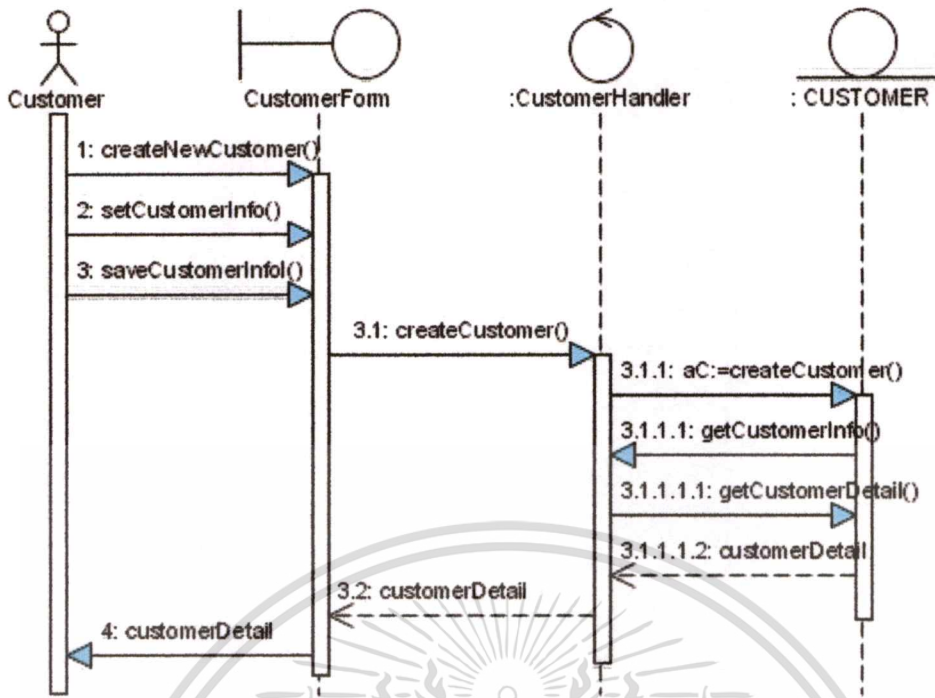 Customer
CustomerForm
:CustomerHandler
: CUSTOMER
1: createNewCustomer()
2: setCustomerInfo()
3: saveCustomerInfol()
3.1: createCustomer()
3.1.1: aC:=createCustomer()
3.1.1.1: getCustomerInfo()
3.1.1.1.1: getCustomerDetail()
3.1.1.1.2: customerDetail
3.2: customerDetail
4: customerDetail